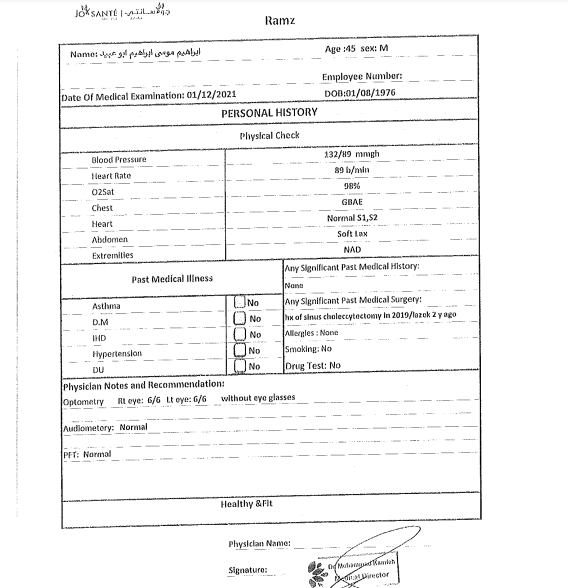 JO SANTÉ | جو سانتي
Ramz
Name: ابراهيم موسى ابراهيم ابو عبيد
Age :45 sex: M
Employee Number:
Date Of Medical Examination: 01/12/2021
DOB:01/08/1976
PERSONAL HISTORY
Physical Check
Blood Pressure 132/89 mmgh
Heart Rate 89 b/min
O2Sat 98%
Chest GBAE
Heart Normal S1,S2
Abdomen Soft Lax
Extremities NAD
Past Medical Illness
Asthma No
D.M No
IHD No
Hypertension No
DU No
Any Significant Past Medical History:
None
Any Significant Past Medical Surgery:
hx of sinus choleccytectomy in 2019/lazek 2 y ago
Allergies : None
Smoking: No
Drug Test: No
Physician Notes and Recommendation:
Optometry Rt eye: 6/6 Lt eye: 6/6 without eye glasses
Audiometory: Normal
PFT: Normal
Healthy &Fit
Physician Name:
Signature:
Dr Mohammad Kamlah
Medical Director